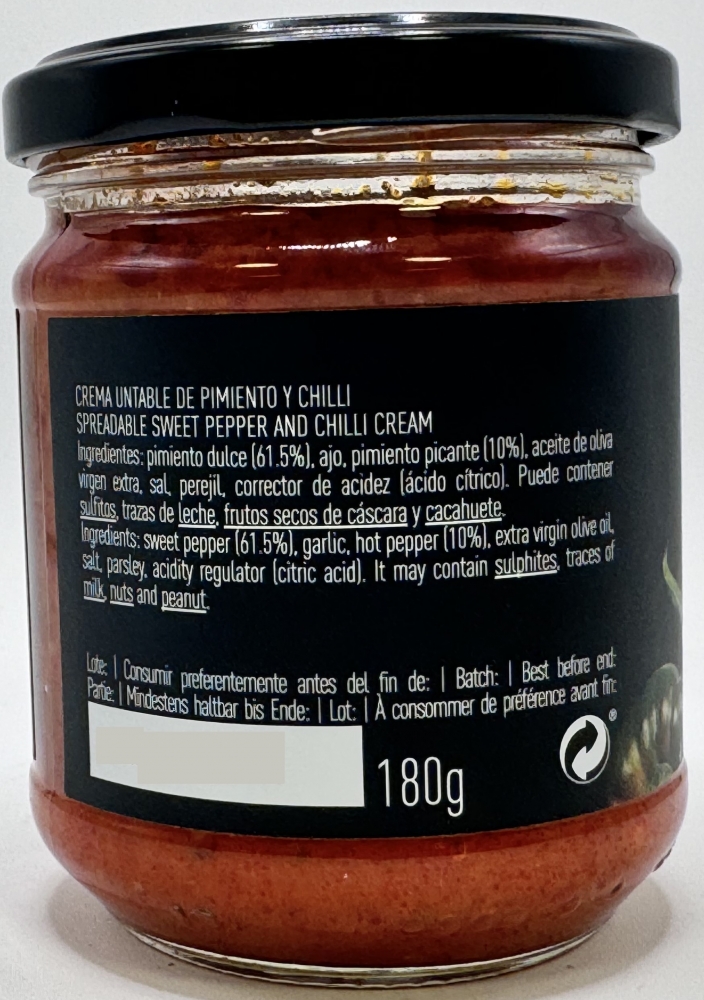 CREMA UNTABLE DE PIMIENTO Y CHILLI
SPREADABLE SWEET PEPPER AND CHILLI CREAM
Ingredientes: pimiento dulce (61.5%), ajo, pimiento picante (10%), aceite de oliva
virgen extra, sal, perejil, corrector de acidez (ácido cítrico). Puede contener
sulfitos, trazas de leche, frutos secos de cáscara y cacahuete.
Ingredients: sweet pepper (61.5%), garlic, hot pepper (10%), extra virgin olive oil,
salt, parsley, acidity regulator (citric acid). It may contain sulphites, traces of
milk, nuts and peanut.
Lote: | Consumir preferentemente antes del fin de: | Batch: | Best before end:
Partie: | Mindestens haltbar bis Ende: | Lot: | À consommer de préférence avant fin:
180g
®